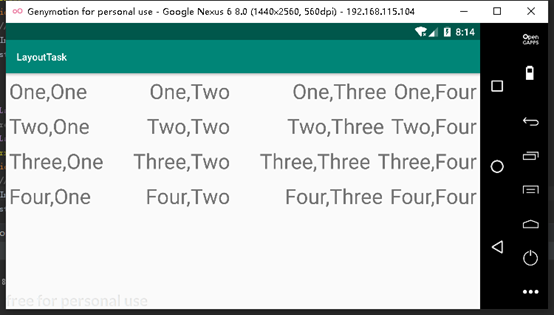 Genymotion for personal use - Google Nexus 6 8.0 (1440x2560, 560dpi) - 192.168.115.104
8:14
Open
GAPPS
LayoutTask
One,One One,Two One,Three One,Four
Two,One Two,Two Two,Three Two,Four
Three,One Three,Two Three,Three Three,Four
Four,One Four,Two Four,Three Four,Four
free for personal use